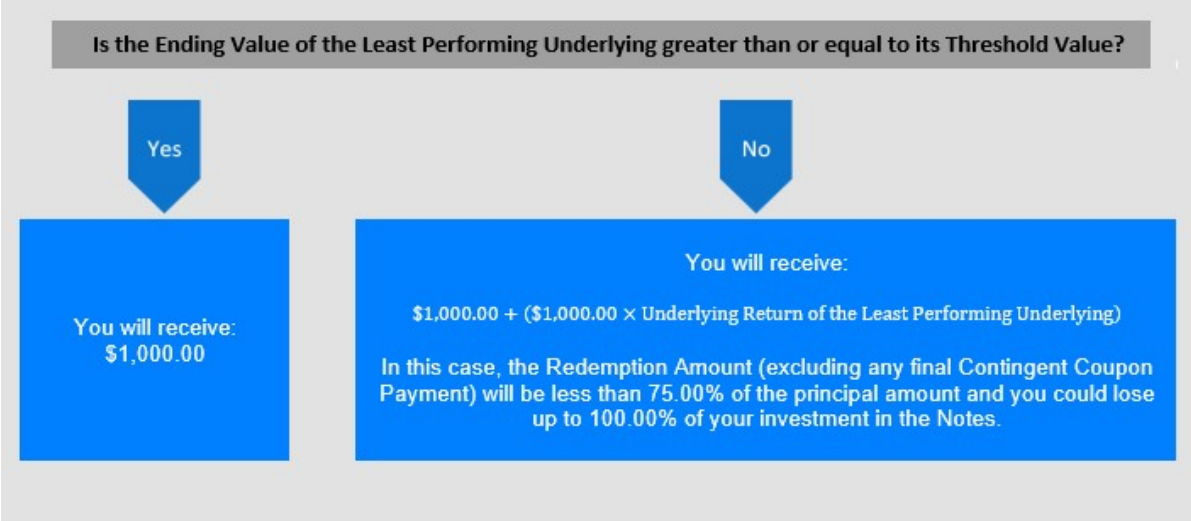 Is the Ending Value of the Least Performing Underlying greater than or equal to its Threshold Value?
Yes
No
You will receive:
$1,000.00
You will receive:
$1,000.00 + ($1,000.00 × Underlying Return of the Least Performing Underlying)
In this case, the Redemption Amount (excluding any final Contingent Coupon
Payment) will be less than 75.00% of the principal amount and you could lose
up to 100.00% of your investment in the Notes.